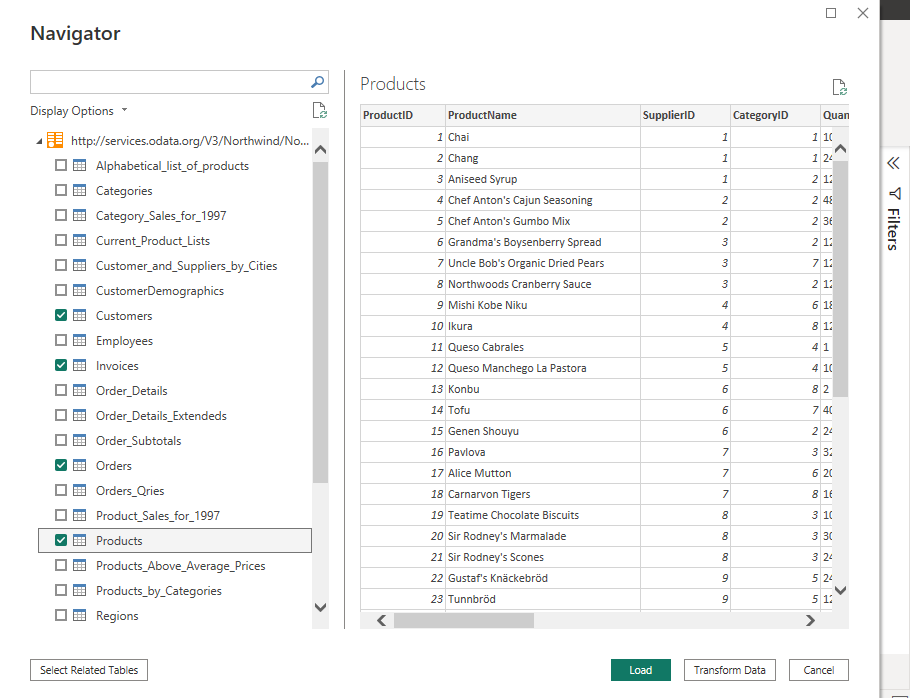 Navigator
Display Options
http://services.odata.org/V3/Northwind/No...
Alphabetical_list_of_products
Categories
Category_Sales_for_1997
Current_Product_Lists
Customer_and_Suppliers_by_Cities
CustomerDemographics
Customers
Employees
Invoices
Order_Details
Order_Details_Extendeds
Order_Subtotals
Orders
Orders_Qries
Product_Sales_for_1997
Products
Products_Above_Average_Prices
Products_by_Categories
Regions
Select Related Tables
Products
ProductID ProductName SupplierID CategoryID Quan
1 Chai 1 1 10
2 Chang 1 1 24
3 Aniseed Syrup 1 2 12
4 Chef Anton's Cajun Seasoning 2 2 48
5 Chef Anton's Gumbo Mix 2 2 36
6 Grandma's Boysenberry Spread 3 2 12
7 Uncle Bob's Organic Dried Pears 3 7 12
8 Northwoods Cranberry Sauce 3 2 12
9 Mishi Kobe Niku 4 6 18
10 Ikura 4 8 12
11 Queso Cabrales 5 4 1
12 Queso Manchego La Pastora 5 4 10
13 Konbu 6 8 2
14 Tofu 6 7 40
15 Genen Shouyu 6 2 24
16 Pavlova 7 3 32
17 Alice Mutton 7 6 20
18 Carnarvon Tigers 7 8 16
19 Teatime Chocolate Biscuits 8 3 10
20 Sir Rodney's Marmalade 8 3 30
21 Sir Rodney's Scones 8 3 24
22 Gustaf's Knäckebröd 9 5 24
23 Tunnbröd 9 5 12
Load
Transform Data
Cancel
Filters